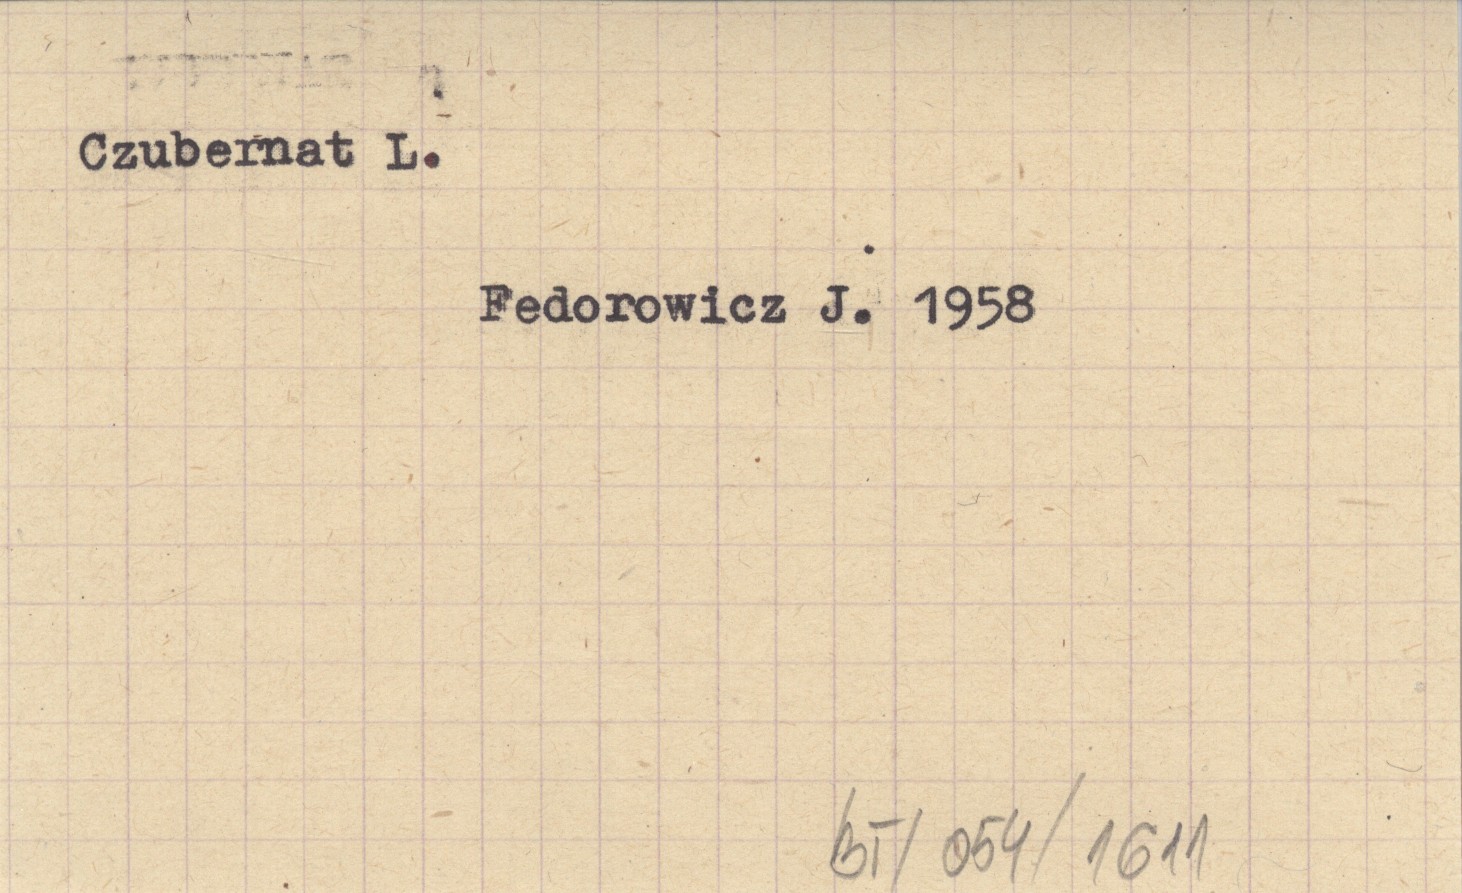 Czubernat L.
Fedorowicz J. 1958
BT/ 054/ 1611